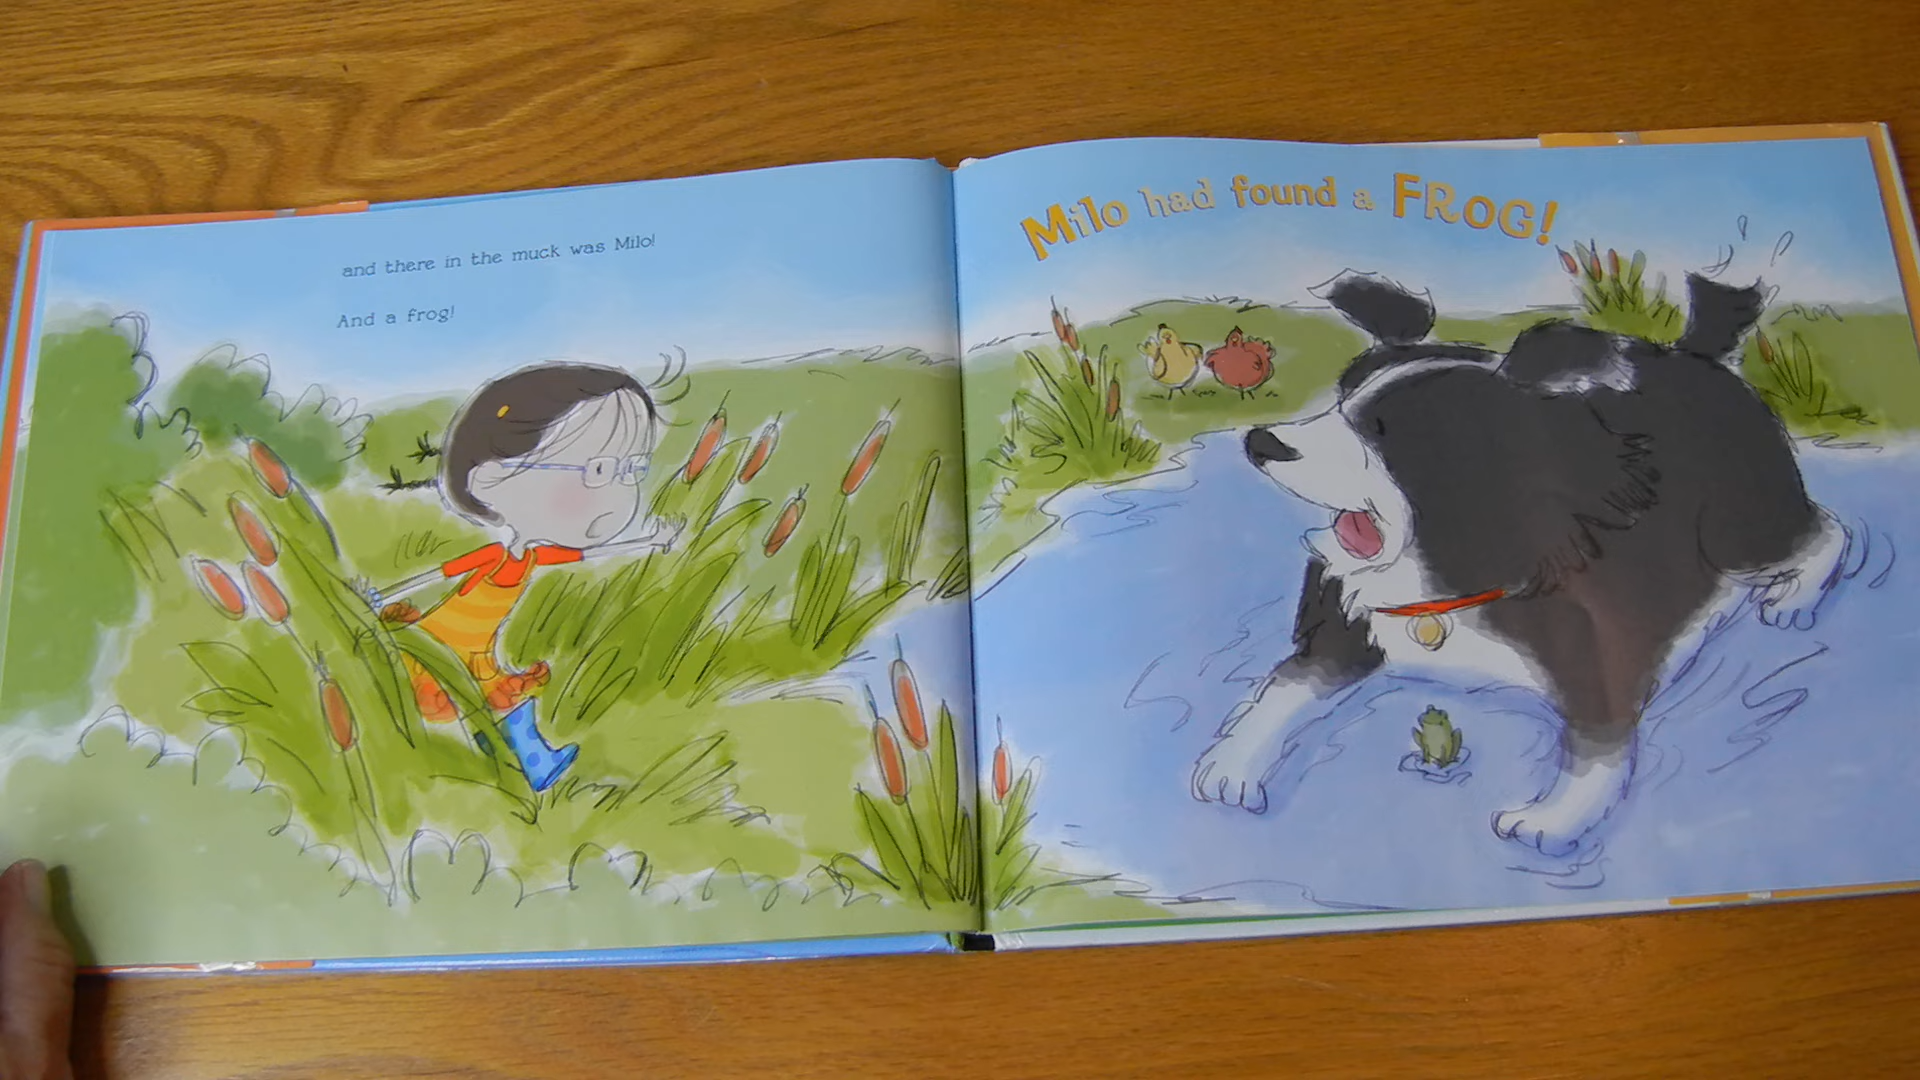 and there in the muck was Milo!
And a frog!
Milo had found a FROG!